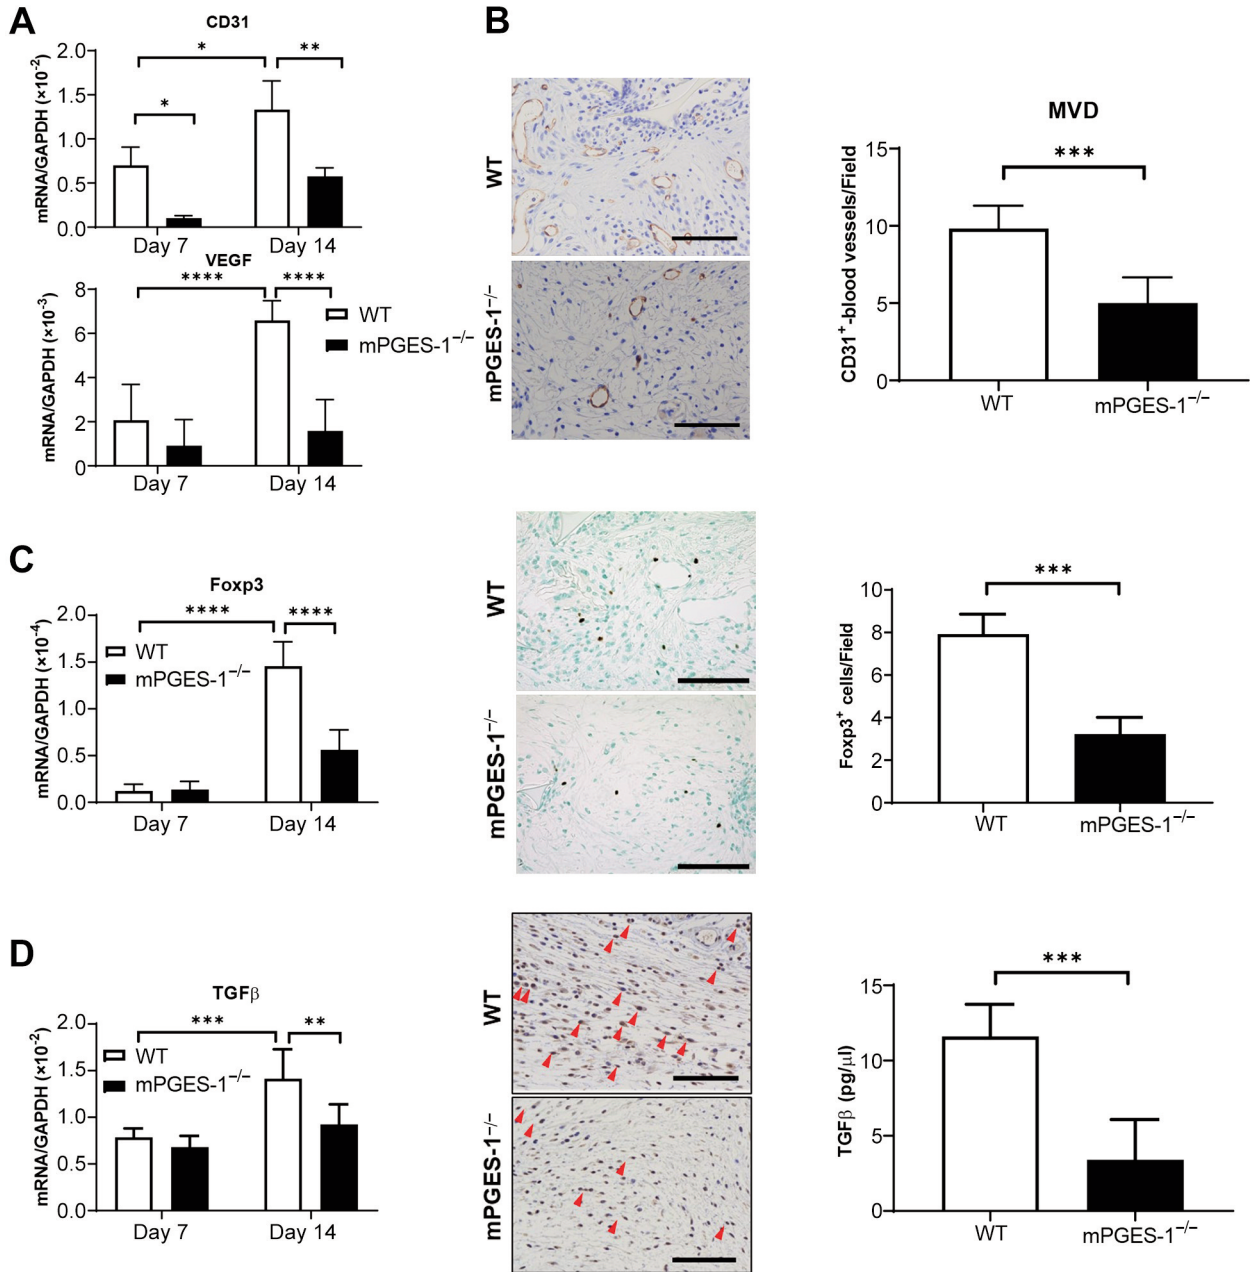 A
CD31
mRNA/GAPDH (×10⁻²)
2.0
1.5
1.0
0.5
0.0
*
*
**
Day 7
Day 14
VEGF
mRNA/GAPDH (×10⁻³)
8
6
4
2
0
****
****
WT
mPGES-1⁻/⁻
Day 7
Day 14
B
WT
mPGES-1⁻/⁻
MVD
CD31⁺-blood vessels/Field
15
10
5
0
***
WT
mPGES-1⁻/⁻
C
Foxp3
mRNA/GAPDH (×10⁻⁴)
2.0
1.5
1.0
0.5
0.0
****
****
WT
mPGES-1⁻/⁻
Day 7
Day 14
WT
mPGES-1⁻/⁻
Foxp3⁺ cells/Field
10
8
6
4
2
0
***
WT
mPGES-1⁻/⁻
D
TGFβ
mRNA/GAPDH (×10⁻²)
2.0
1.5
1.0
0.5
0.0
***
**
WT
mPGES-1⁻/⁻
Day 7
Day 14
WT
mPGES-1⁻/⁻
TGFβ (pg/μl)
15
10
5
0
***
WT
mPGES-1⁻/⁻